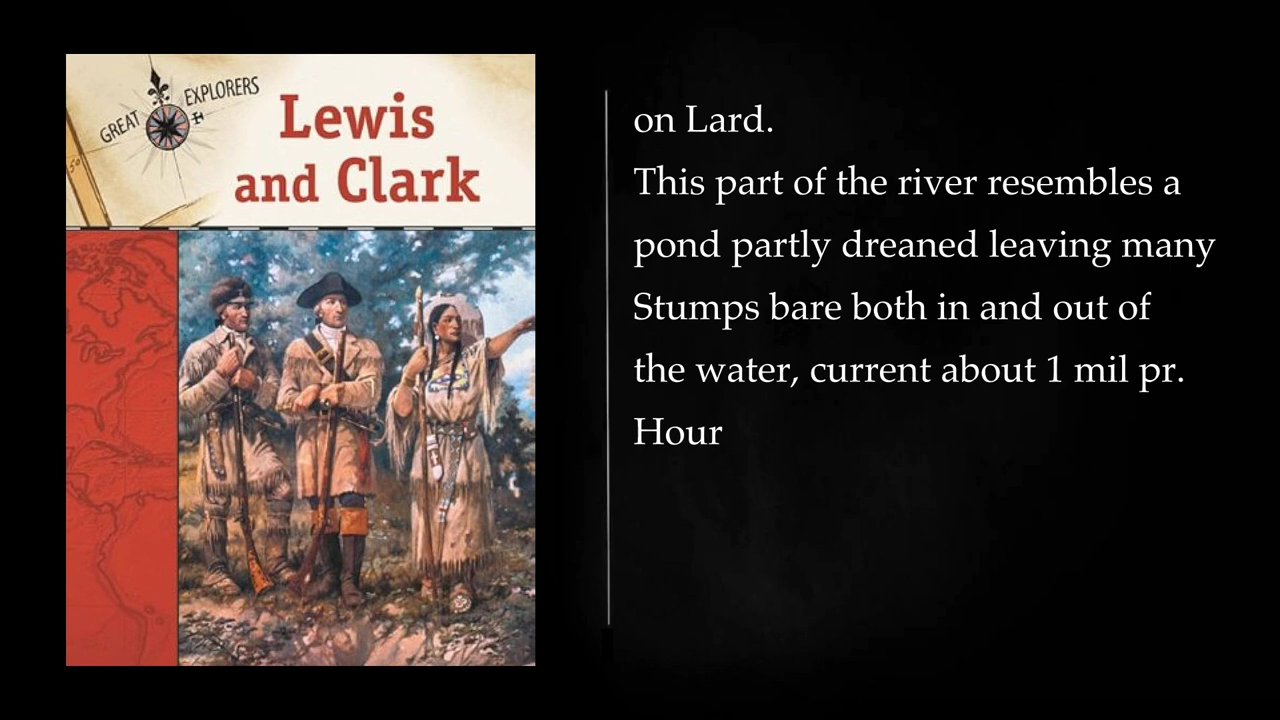 GREAT EXPLORERS
Lewis
and Clark
on Lard.
This part of the river resembles a
pond partly dreaned leaving many
Stumps bare both in and out of
the water, current about 1 mil pr.
Hour